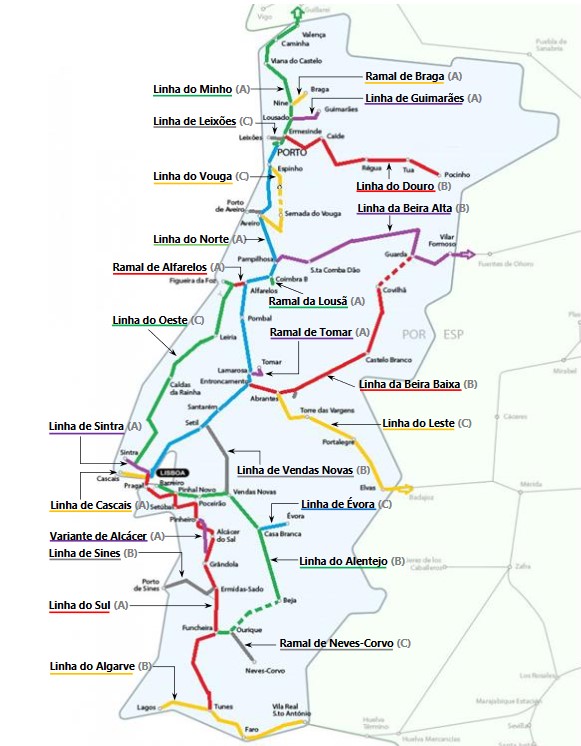 Guillarei
Vigo
Valença
Caminha
Viana do Castelo
Puebla de
Sanabria
Ramal de Braga (A)
Linha do Minho (A)
Braga
Linha de Guimarães (A)
Nine
Guimarães
Lousado
Linha de Leixões (C)
Ermesinde
Leixões
Caíde
PORTO
Espinho
Régua
Tua
Pocinho
Linha do Vouga (C)
Linha do Douro (B)
Linha da Beira Alta (B)
Porto
de Aveiro
Sernada do Vouga
Aveiro
Linha do Norte (A)
Vilar
Formoso
Guarda
Pampilhosa
Fuentes de Oñoro
Ramal de Alfarelos (A)
S.ta Comba Dão
Figueira da Foz
Coimbra B
Alfarelos
Covilhã
Ramal da Lousã (A)
Linha do Oeste (C)
Pombal
Ramal de Tomar (A)
POR
ESP
Leiria
Tomar
Castelo Branco
Mirabel
Lamarosa
Caldas
da Rainha
Entroncamento
Linha da Beira Baixa (B)
Abrantes
Santarém
Torre das Vargens
Cáceres
Setil
Linha do Leste (C)
Linha de Sintra (A)
Portalegre
Sintra
LISBOA
Linha de Vendas Novas (B)
Cascais
Pragal
Barreiro
Elvas
Mérida
Pinhal Novo
Vendas Novas
Badajoz
Linha de Cascais (A)
Setúbal
Poceirão
Linha de Évora (C)
Pinheiro
Évora
Variante de Alcácer (A)
Alcácer
do Sal
Casa Branca
Linha de Sines (B)
Grândola
Linha do Alentejo (B)
Jerez de los
Caballeros
Zafra
Porto
de Sines
Ermidas-Sado
Beja
Linha do Sul (A)
Funcheira
Ourique
Ramal de Neves-Corvo (C)
Linha do Algarve (B)
Neves-Corvo
Los Rosales
Majarabique Estación
Lagos
Tunes
Vila Real
S.to António
Faro
Huelva
Término
Sevilla
Huelva Mercancías